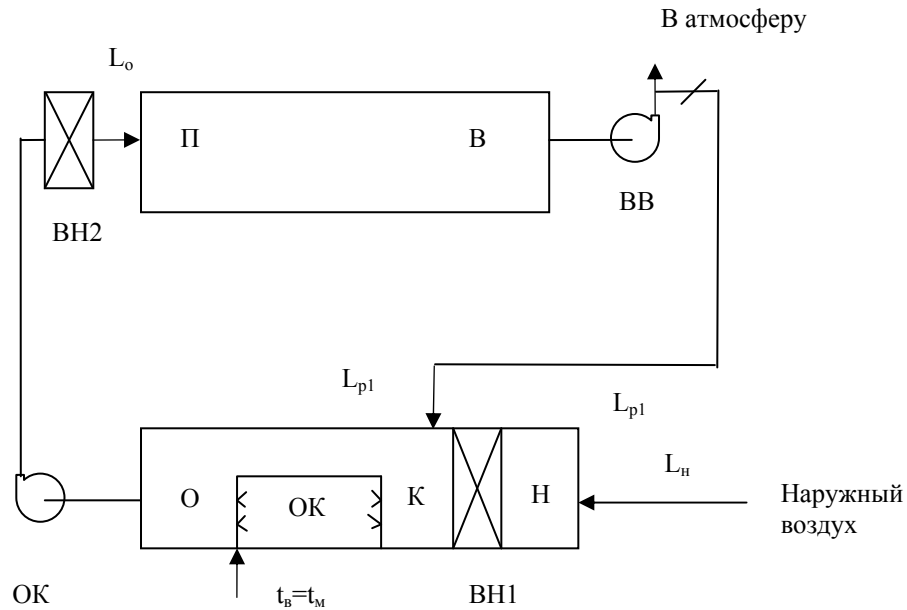 В атмосферу
Lо
П
В
ВВ
ВН2
Lр1
Lр1
Lн
О
ОК
К
Н
Наружный
воздух
ОК
tв=tм
ВН1